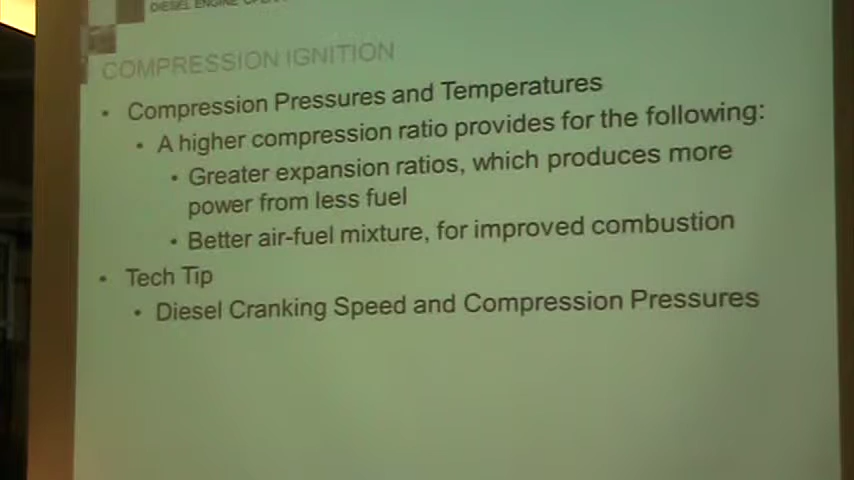 DIESEL ENGINE
COMPRESSION IGNITION
• Compression Pressures and Temperatures
• A higher compression ratio provides for the following:
• Greater expansion ratios, which produces more
power from less fuel
• Better air-fuel mixture, for improved combustion
• Tech Tip
• Diesel Cranking Speed and Compression Pressures